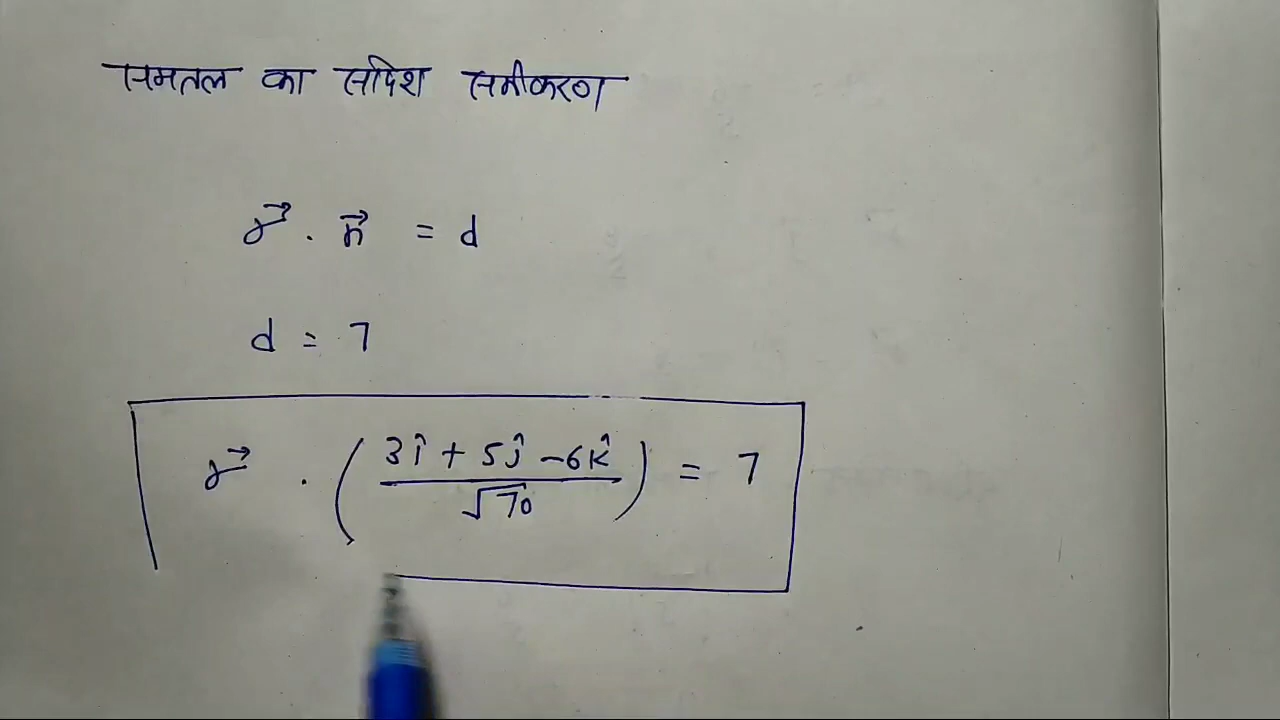 समतल का सदिश समीकरण
r⃗ . n⃗ = d
d = 7
r⃗ . ( 3î + 5ĵ - 6k̂ / √70 ) = 7